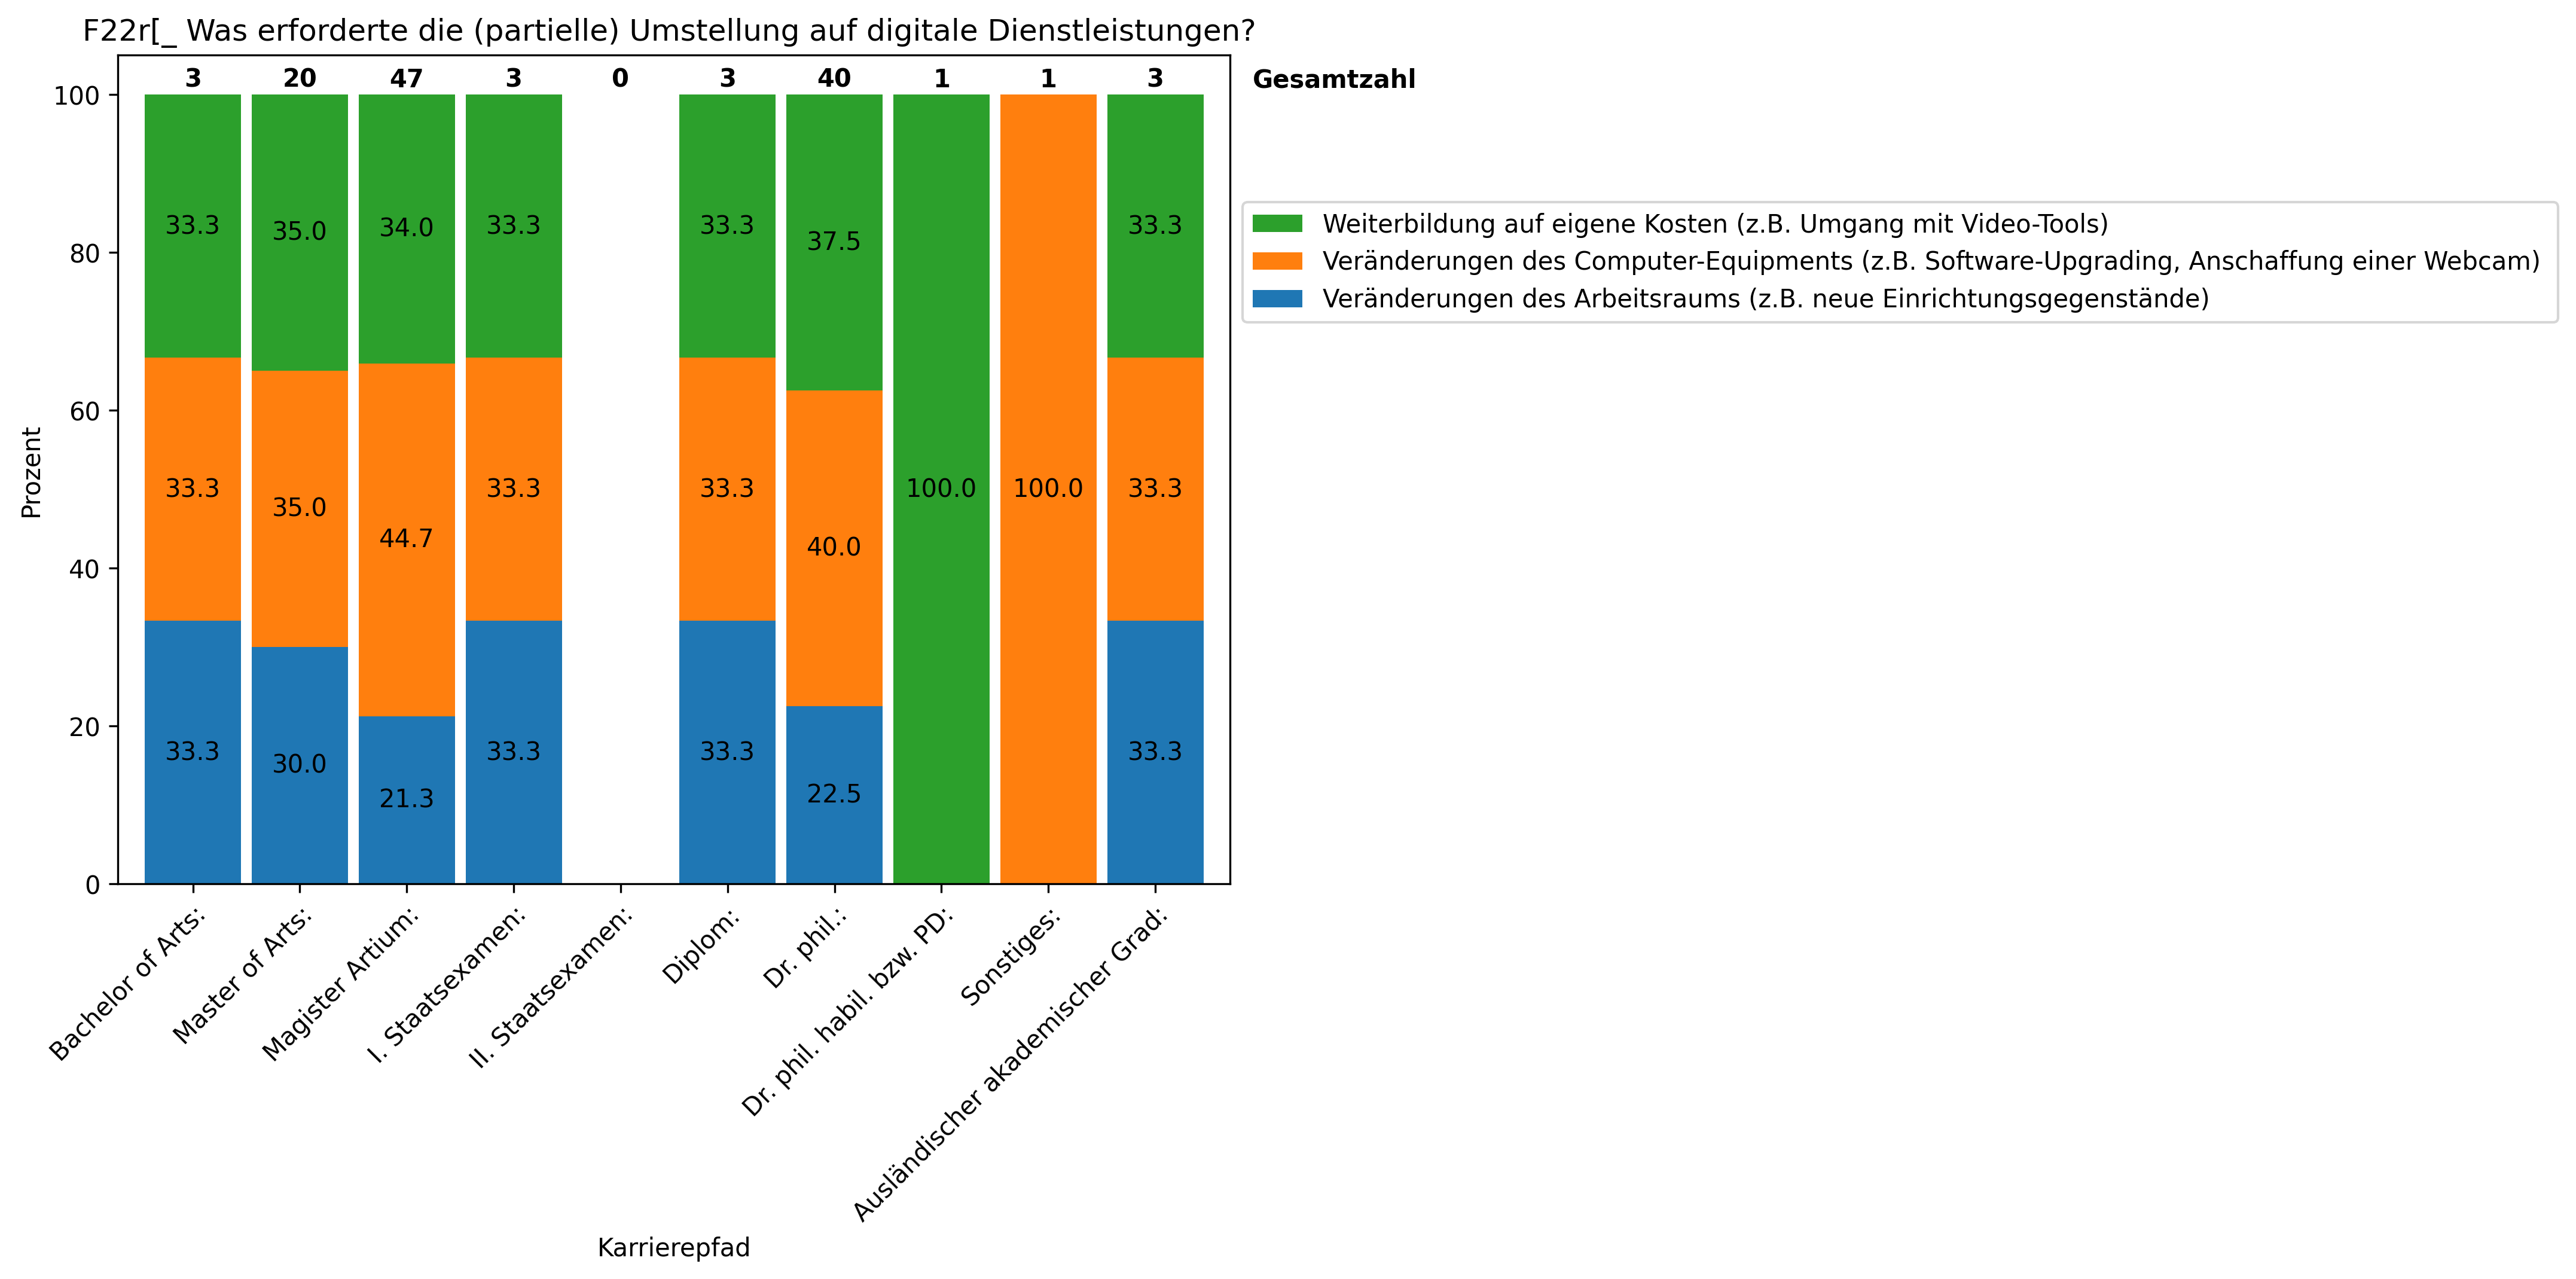 F22r[_ Was erforderte die (partielle) Umstellung auf digitale Dienstleistungen?
3 20 47 3 0 3 40 1 1 3 Gesamtzahl
Prozent
100
80
60
40
20
0
33.3 35.0 34.0 33.3 33.3 37.5 33.3
33.3 35.0 44.7 33.3 33.3 40.0 100.0 100.0 33.3
33.3 30.0 21.3 33.3 33.3 22.5 33.3
Weiterbildung auf eigene Kosten (z.B. Umgang mit Video-Tools)
Veränderungen des Computer-Equipments (z.B. Software-Upgrading, Anschaffung einer Webcam)
Veränderungen des Arbeitsraums (z.B. neue Einrichtungsgegenstände)
Bachelor of Arts:
Master of Arts:
Magister Artium:
I. Staatsexamen:
II. Staatsexamen:
Diplom:
Dr. phil.:
Dr. phil. habil. bzw. PD:
Sonstiges:
Ausländischer akademischer Grad:
Karrierepfad